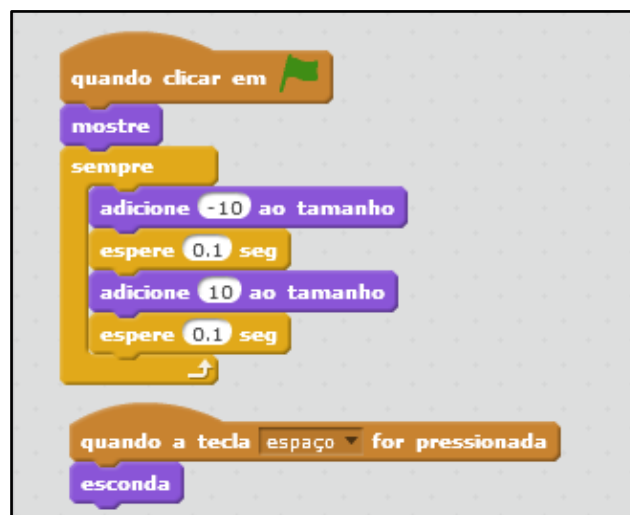 quando clicar em
mostre
sempre
adicione -10 ao tamanho
espere 0.1 seg
adicione 10 ao tamanho
espere 0.1 seg
quando a tecla espaço for pressionada
esconda